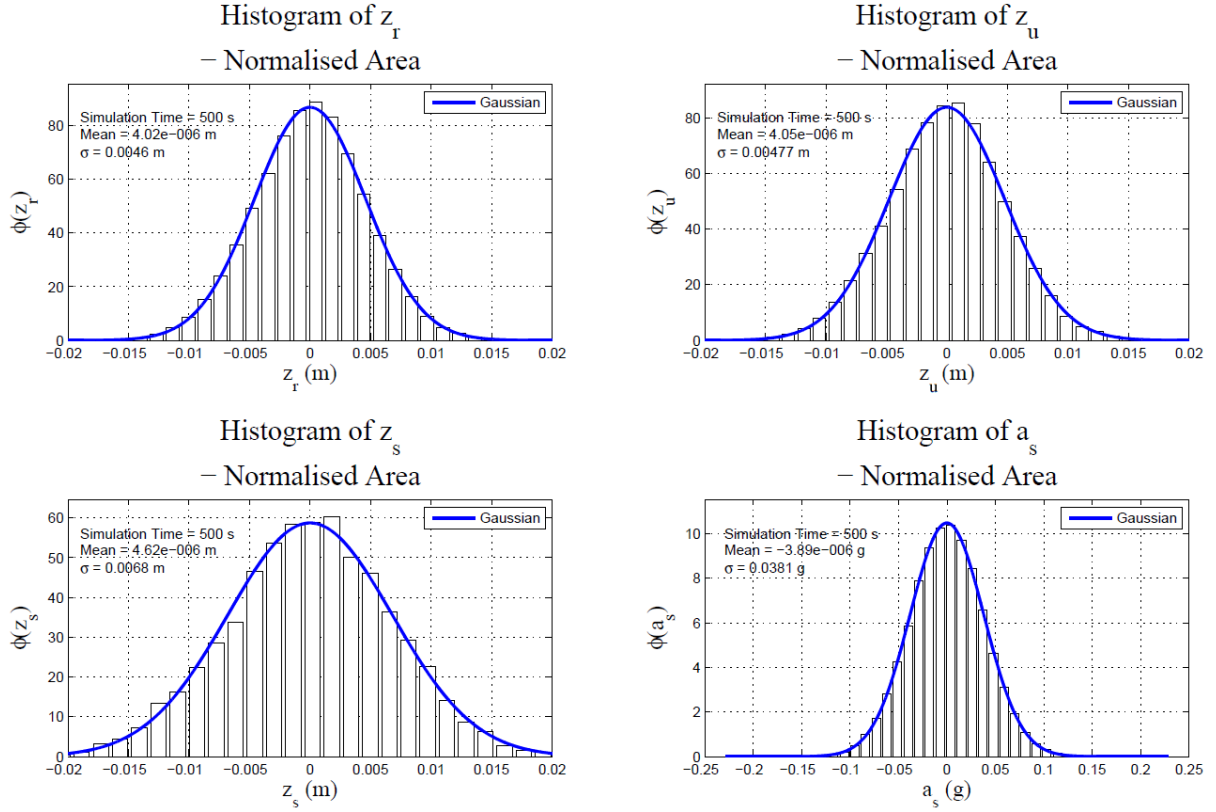 Histogram of z_r
− Normalised Area
Gaussian
Simulation Time = 500 s
Mean = 4.02e−006 m
σ = 0.0046 m
ϕ(z_r)
80
60
40
20
0
−0.02 −0.015 −0.01 −0.005 0 0.005 0.01 0.015 0.02
z_r (m)
Histogram of z_u
− Normalised Area
Gaussian
Simulation Time = 500 s
Mean = 4.05e−006 m
σ = 0.00477 m
ϕ(z_u)
80
60
40
20
0
−0.02 −0.015 −0.01 −0.005 0 0.005 0.01 0.015 0.02
z_u (m)
Histogram of z_s
− Normalised Area
Gaussian
Simulation Time = 500 s
Mean = 4.62e−006 m
σ = 0.0068 m
ϕ(z_s)
60
50
40
30
20
10
0
−0.02 −0.015 −0.01 −0.005 0 0.005 0.01 0.015 0.02
z_s (m)
Histogram of a_s
− Normalised Area
Gaussian
Simulation Time = 500 s
Mean = −3.89e−006 g
σ = 0.0381 g
ϕ(a_s)
10
8
6
4
2
0
−0.25 −0.2 −0.15 −0.1 −0.05 0 0.05 0.1 0.15 0.2 0.25
a_s (g)